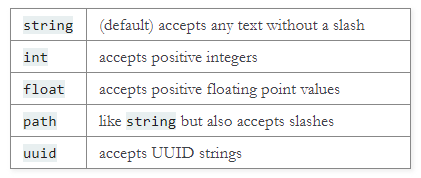 string (default) accepts any text without a slash
int accepts positive integers
float accepts positive floating point values
path like string but also accepts slashes
uuid accepts UUID strings